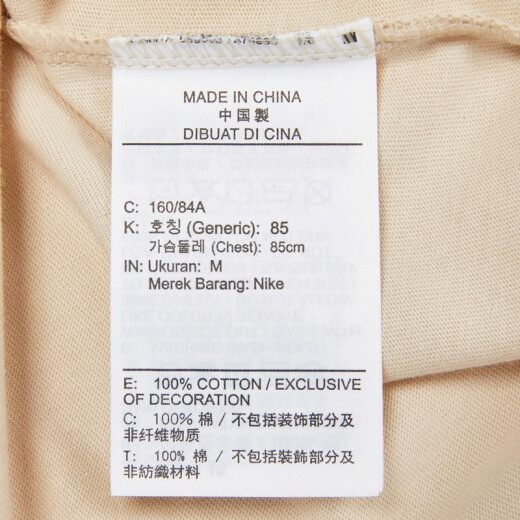 MADE IN CHINA
中国製
DIBUAT DI CINA
C: 160/84A
K: 호칭 (Generic): 85
가슴둘레 (Chest): 85cm
IN: Ukuran: M
Merek Barang: Nike
E: 100% COTTON / EXCLUSIVE
OF DECORATION
C: 100% 棉 / 不包括装饰部分及
非纤维物质
T: 100% 棉 / 不包括裝飾部分及
非紡織材料